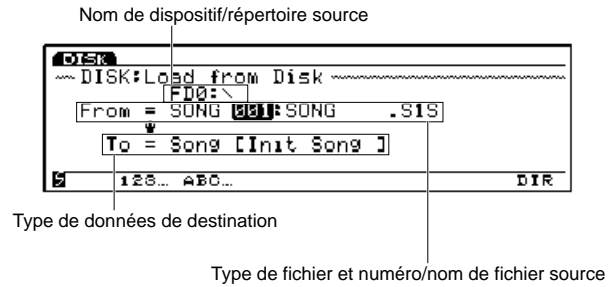 Nom de dispositif/répertoire source
DISK
DISK:Load from Disk
FD0:\
From = SONG 001:SONG .S1S
To = Song [Init Song ]
S 123… ABC… DIR
Type de données de destination
Type de fichier et numéro/nom de fichier source